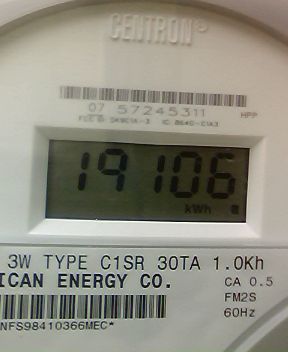 CENTRON®
07 57245311 HPP
19106
kWh
3W TYPE C1SR 30TA 1.0Kh
ICAN ENERGY CO. CA 0.5
FM2S
NFS98410366MEC* 60Hz